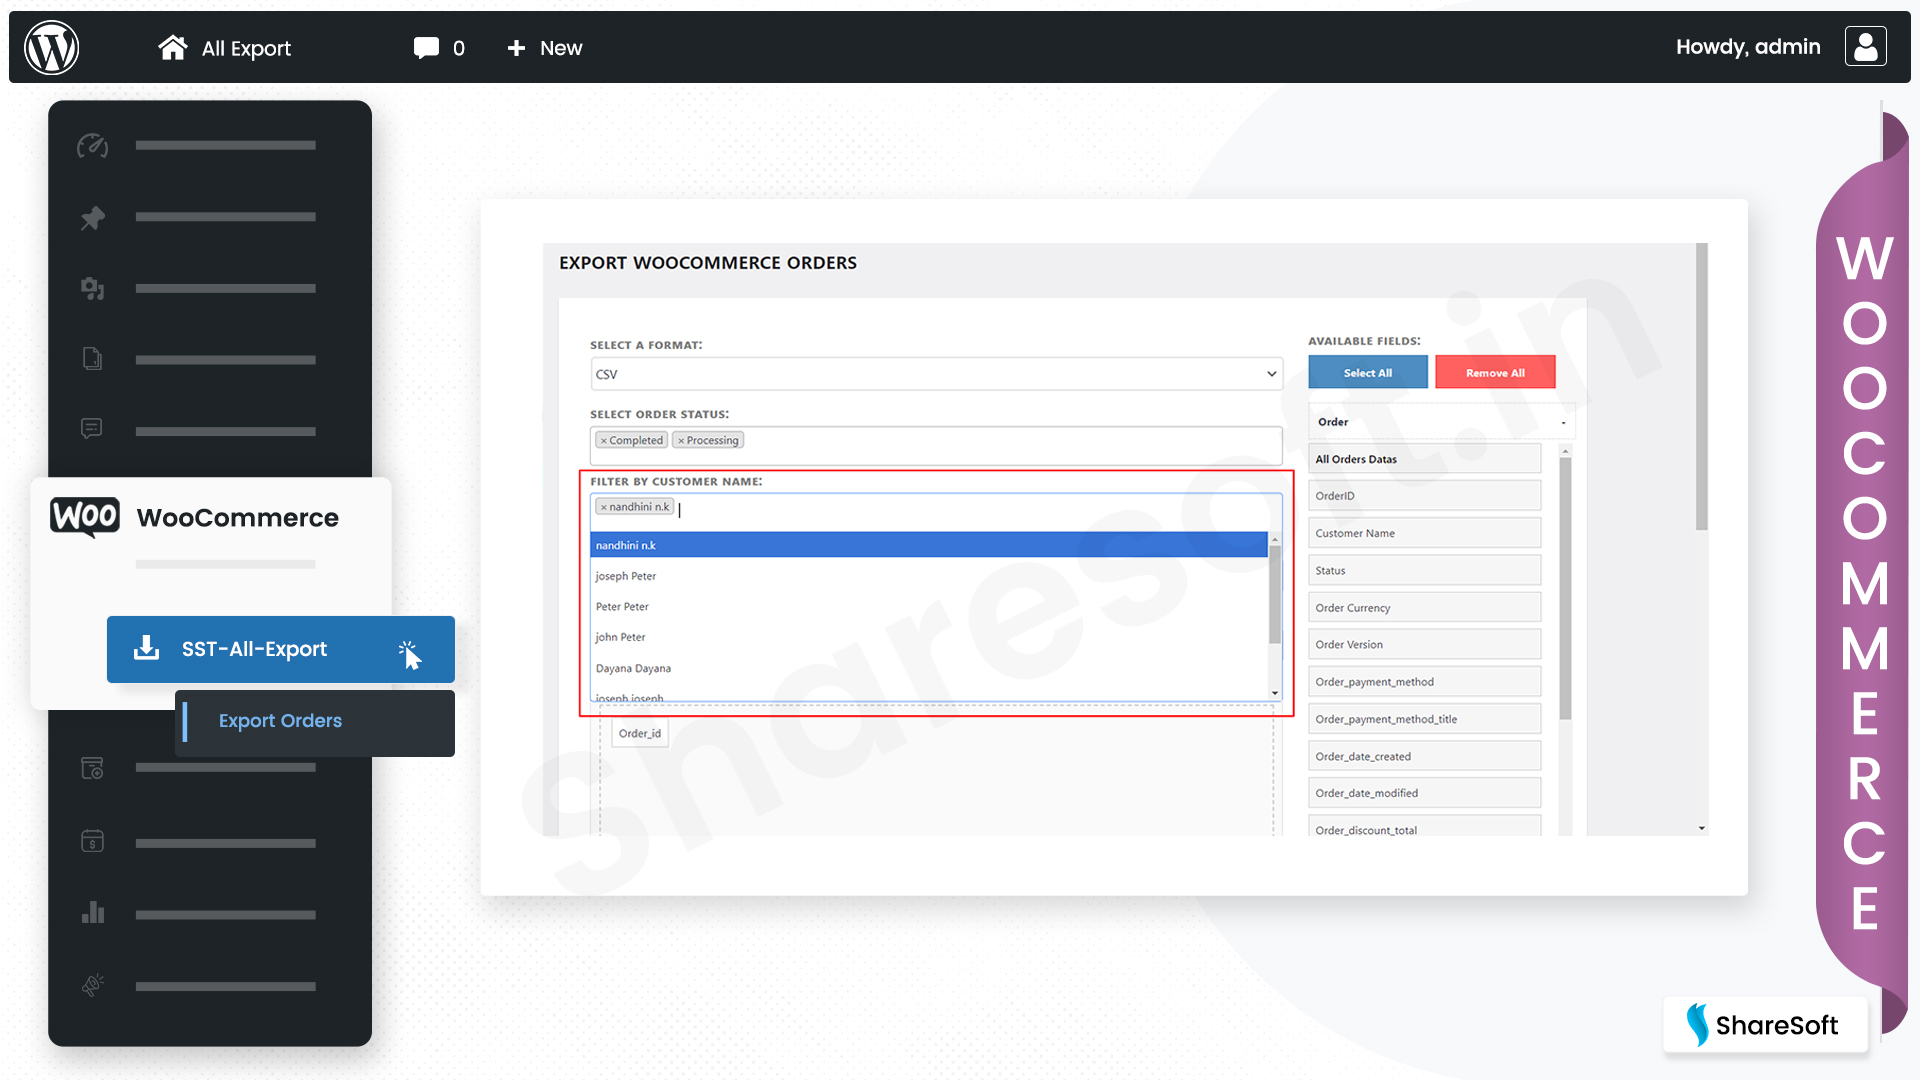 All Export
0
New
Howdy, admin
WOO WooCommerce
SST-All-Export
Export Orders
EXPORT WOOCOMMERCE ORDERS
SELECT A FORMAT:
CSV
SELECT ORDER STATUS:
× Completed × Processing
FILTER BY CUSTOMER NAME:
× nandhini n.k
nandhini n.k
joseph Peter
Peter Peter
john Peter
Dayana Dayana
joseph joseph
Order_id
AVAILABLE FIELDS:
Select All
Remove All
Order -
All Orders Datas
OrderID
Customer Name
Status
Order Currency
Order Version
Order_payment_method
Order_payment_method_title
Order_date_created
Order_date_modified
Order_discount_total
sharesoft.in
WOOCOMMERCE
ShareSoft